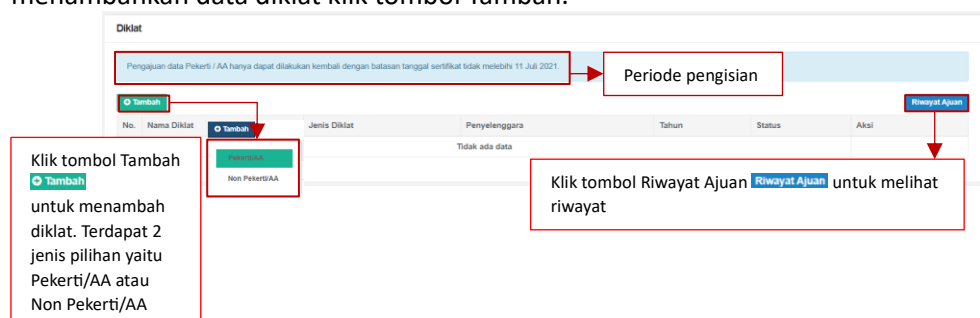 menambahkan data diklat klik tombol Tambah.
Diklat
Pengajuan data Pekerti / AA hanya dapat dilakukan kembali dengan batasan tanggal sertifikat tidak melebihi 11 Juli 2021.
Periode pengisian
Tambah
Riwayat Ajuan
No. Nama Diklat Jenis Diklat Penyelenggara Tahun Status Aksi
Tambah
Tidak ada data
Pekerti/AA
Non Pekerti/AA
Klik tombol Tambah
Tambah
untuk menambah
diklat. Terdapat 2
jenis pilihan yaitu
Pekerti/AA atau
Non Pekerti/AA
Klik tombol Riwayat Ajuan Riwayat Ajuan untuk melihat
riwayat